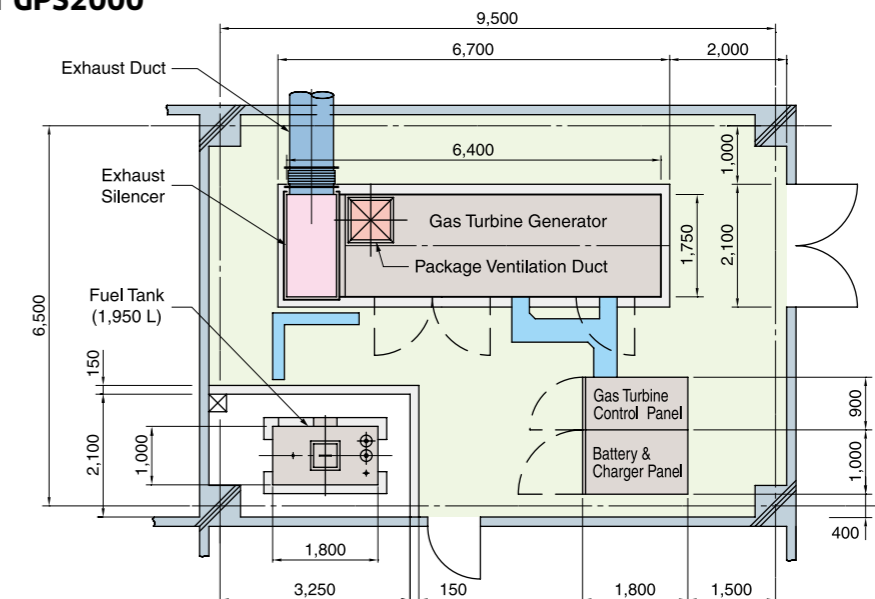 GPS2000
9,500
6,700
2,000
Exhaust Duct
6,400
1,000
Exhaust
Silencer
Gas Turbine Generator
1,750
2,100
Package Ventilation Duct
Fuel Tank
(1,950 L)
6,500
150
Gas Turbine
Control Panel
900
2,100
1,000
Battery &
Charger Panel
1,000
400
1,800
3,250
150
1,800
1,500